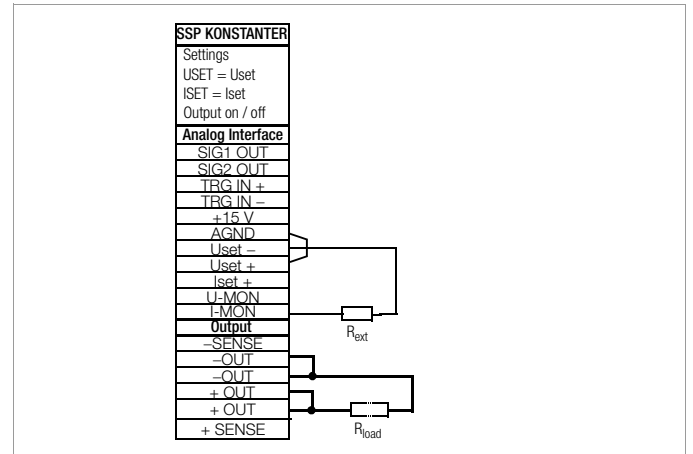 SSP KONSTANTER
Settings
USET = Uset
ISET = Iset
Output on / off
Analog Interface
SIG1 OUT
SIG2 OUT
TRG IN +
TRG IN –
+15 V
AGND
Uset –
Uset +
Iset +
U-MON
I-MON
Rext
Output
–SENSE
–OUT
–OUT
+ OUT
+ OUT
+ SENSE
Rload